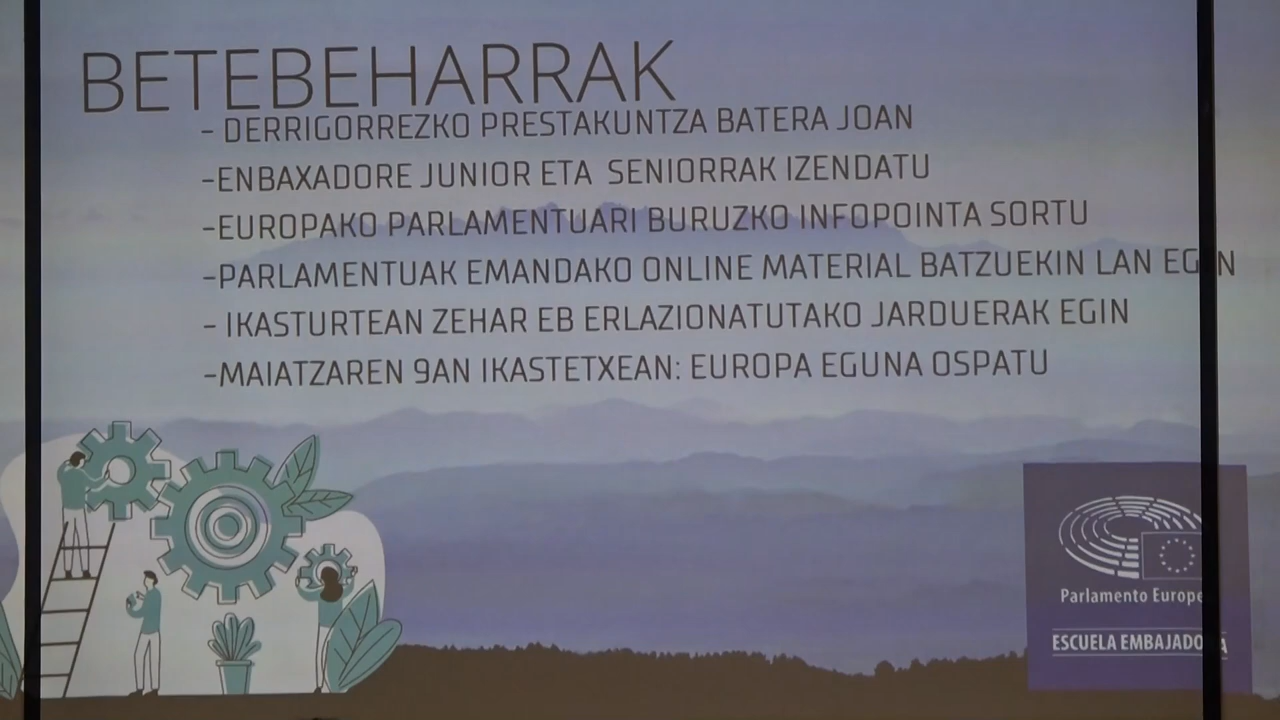 BETEBEHARRAK
- DERRIGORREZKO PRESTAKUNTZA BATERA JOAN
-ENBAXADORE JUNIOR ETA SENIORRAK IZENDATU
-EUROPAKO PARLAMENTUARI BURUZKO INFOPOINTA SORTU
-PARLAMENTUAK EMANDAKO ONLINE MATERIAL BATZUEKIN LAN EGIN
- IKASTURTEAN ZEHAR EB ERLAZIONATUTAKO JARDUERAK EGIN
-MAIATZAREN 9AN IKASTETXEAN: EUROPA EGUNA OSPATU
Parlamento Europe
ESCUELA EMBAJADORA